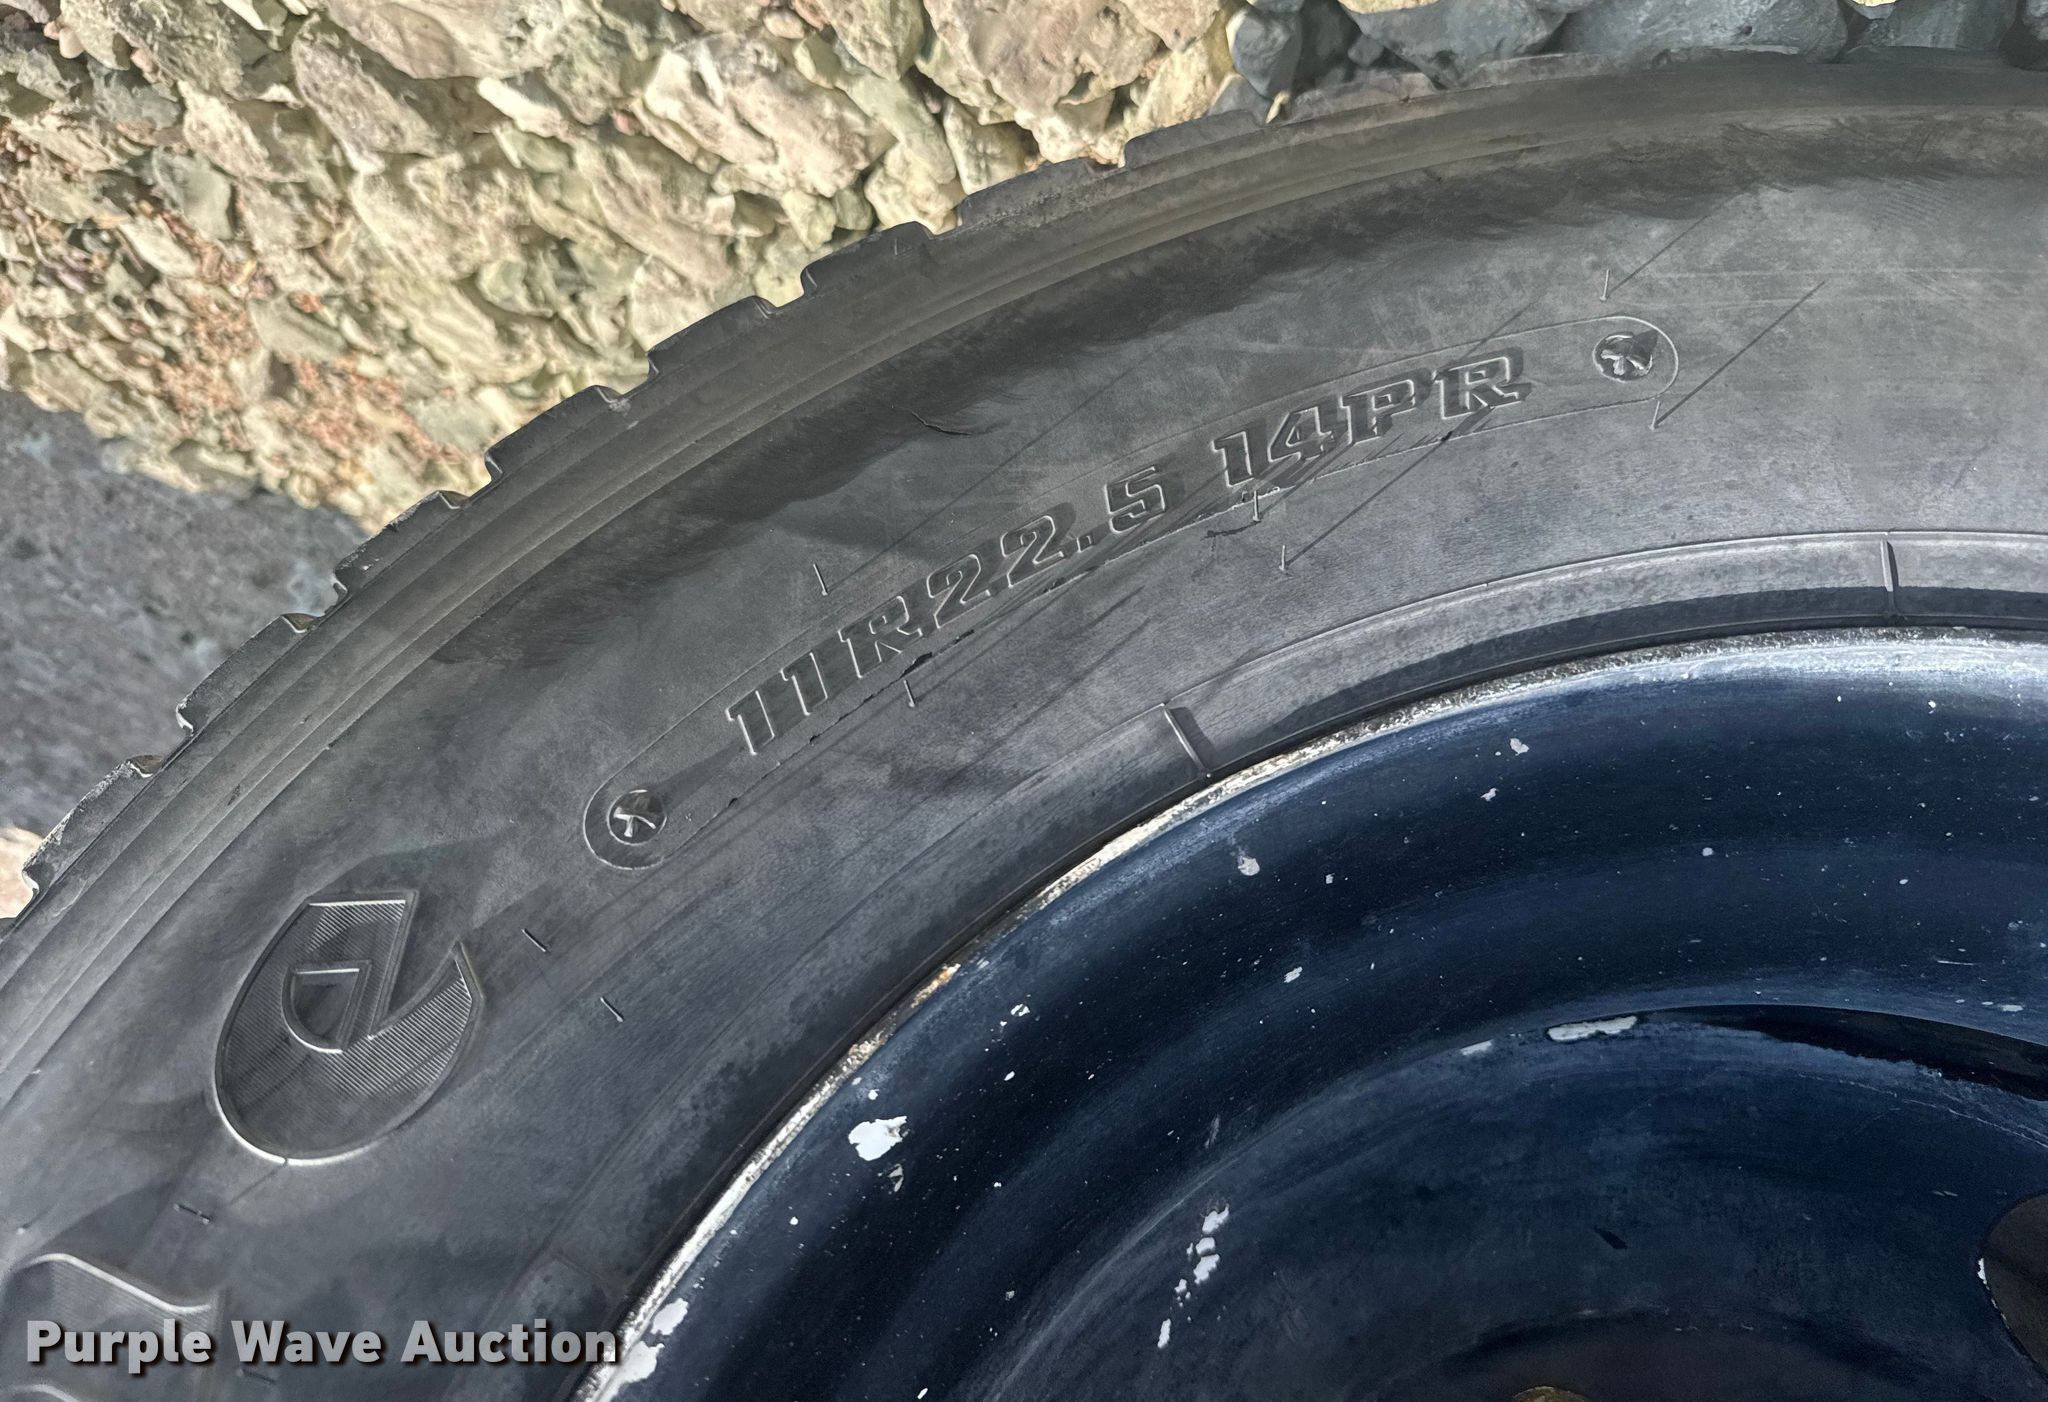 11R22.5 14PR
e
Purple Wave Auction